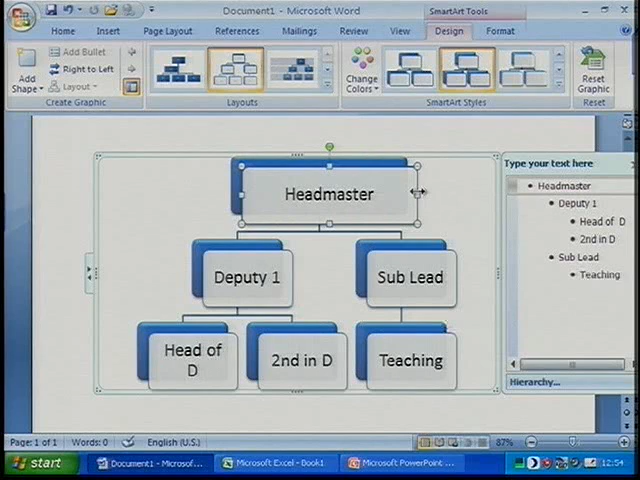 Document1 - Microsoft Word
SmartArt Tools
Home
Insert
Page Layout
References
Mailings
Review
View
Design
Format
Add Shape
Add Bullet
Right to Left
Layout
Create Graphic
Layouts
Change Colors
SmartArt Styles
Reset Graphic
Reset
Headmaster
Deputy 1
Sub Lead
Head of D
2nd in D
Teaching
Type your text here
Headmaster
Deputy 1
Head of D
2nd in D
Sub Lead
Teaching
Hierarchy...
Page: 1 of 1
Words: 0
English (U.S.)
87%
start
Document1 - Microsof...
Microsoft Excel - Book1
Microsoft PowerPoint ...
12:54